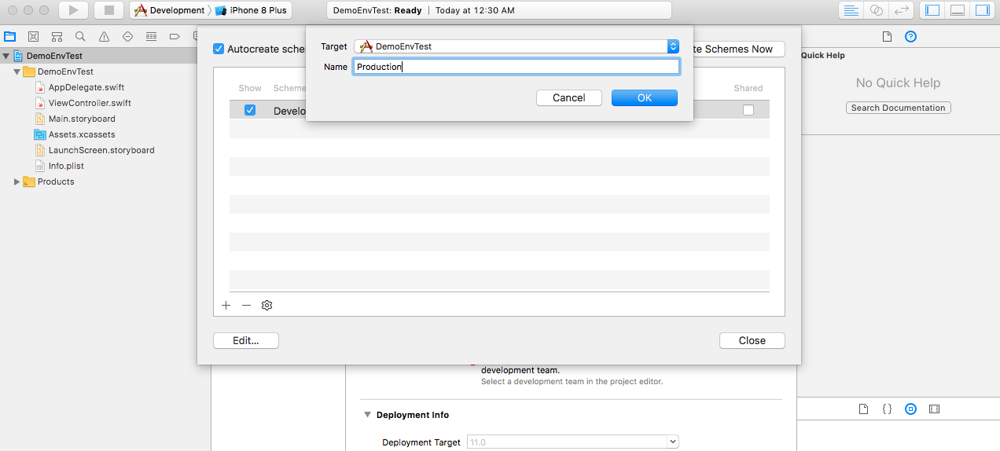 Development
iPhone 8 Plus
DemoEnvTest: Ready | Today at 12:30 AM
DemoEnvTest
DemoEnvTest
AppDelegate.swift
ViewController.swift
Main.storyboard
Assets.xcassets
LaunchScreen.storyboard
Info.plist
Products
Autocreate sche
te Schemes Now
Target DemoEnvTest
Name Production
Cancel OK
Show Scheme Shared
Develo
Edit...
Close
development team.
Select a development team in the project editor.
Deployment Info
Deployment Target 11.0
Quick Help
No Quick Help
Search Documentation